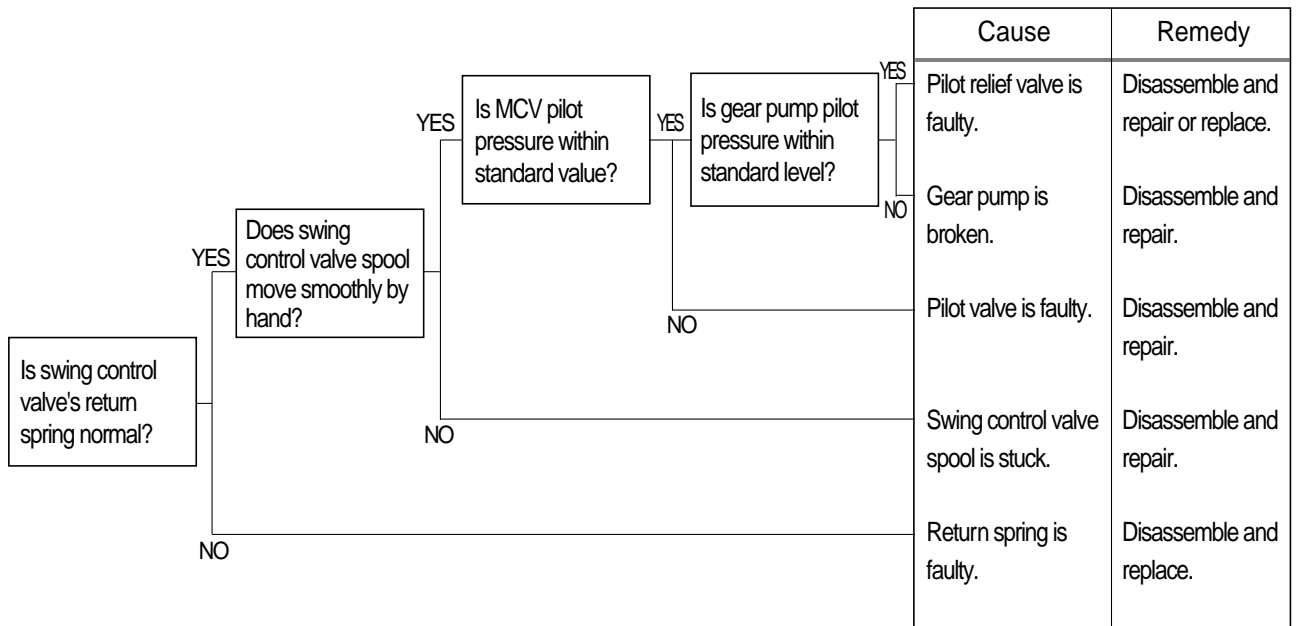 Cause
Remedy
YES
Pilot relief valve is
faulty.
Disassemble and
repair or replace.
YES
Is MCV pilot
pressure within
standard value?
YES
Is gear pump pilot
pressure within
standard level?
NO
Gear pump is
broken.
Disassemble and
repair.
YES
Does swing
control valve spool
move smoothly by
hand?
NO
Pilot valve is faulty.
Disassemble and
repair.
Is swing control
valve's return
spring normal?
NO
Swing control valve
spool is stuck.
Disassemble and
repair.
NO
Return spring is
faulty.
Disassemble and
replace.